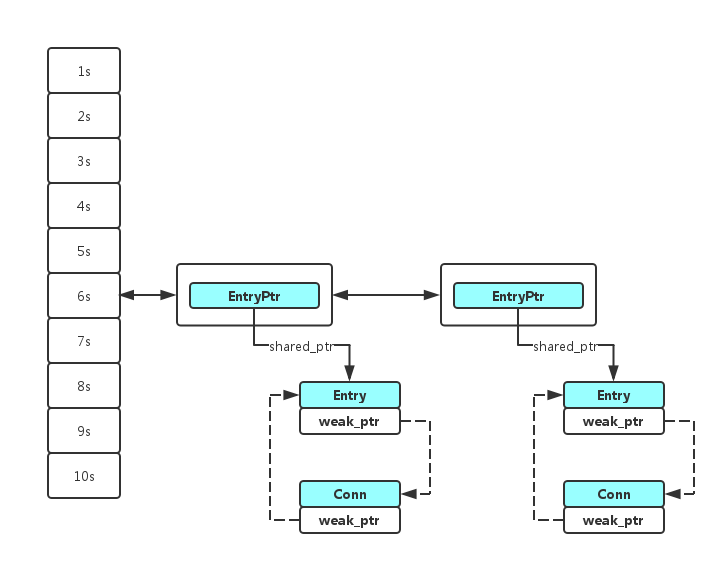 1s
2s
3s
4s
5s
6s
7s
8s
9s
10s
EntryPtr
EntryPtr
shared_ptr
shared_ptr
Entry
weak_ptr
Entry
weak_ptr
Conn
weak_ptr
Conn
weak_ptr